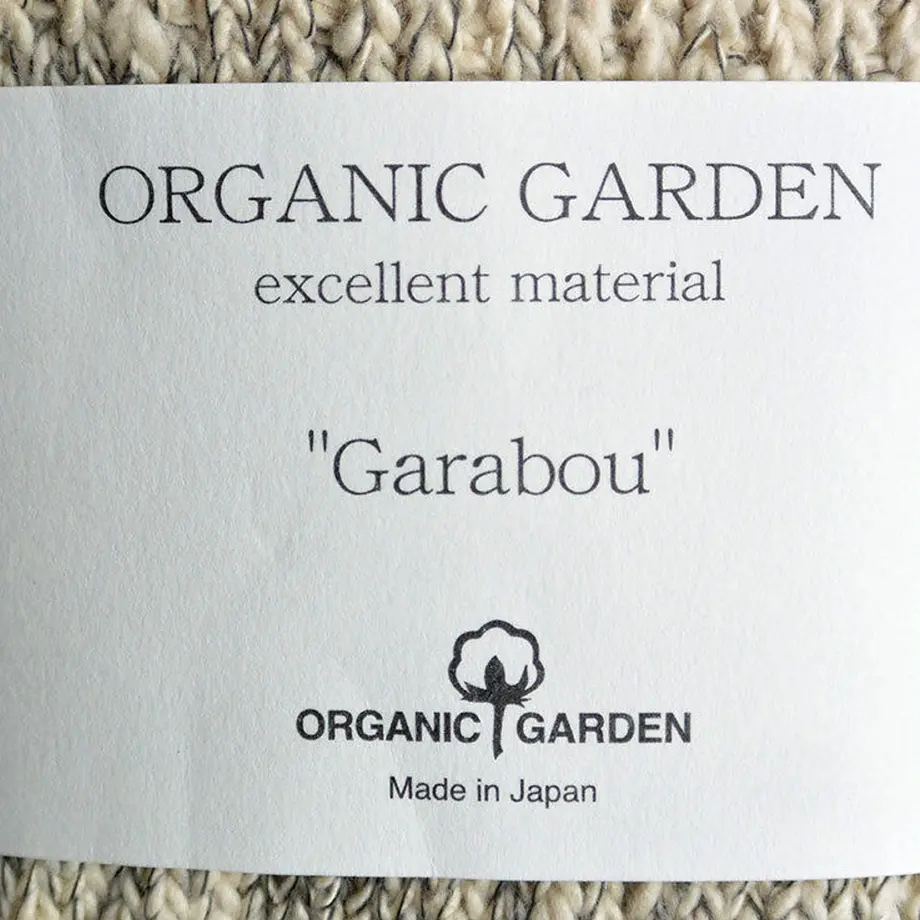 ORGANIC GARDEN
excellent material
"Garabou"
ORGANIC GARDEN
Made in Japan